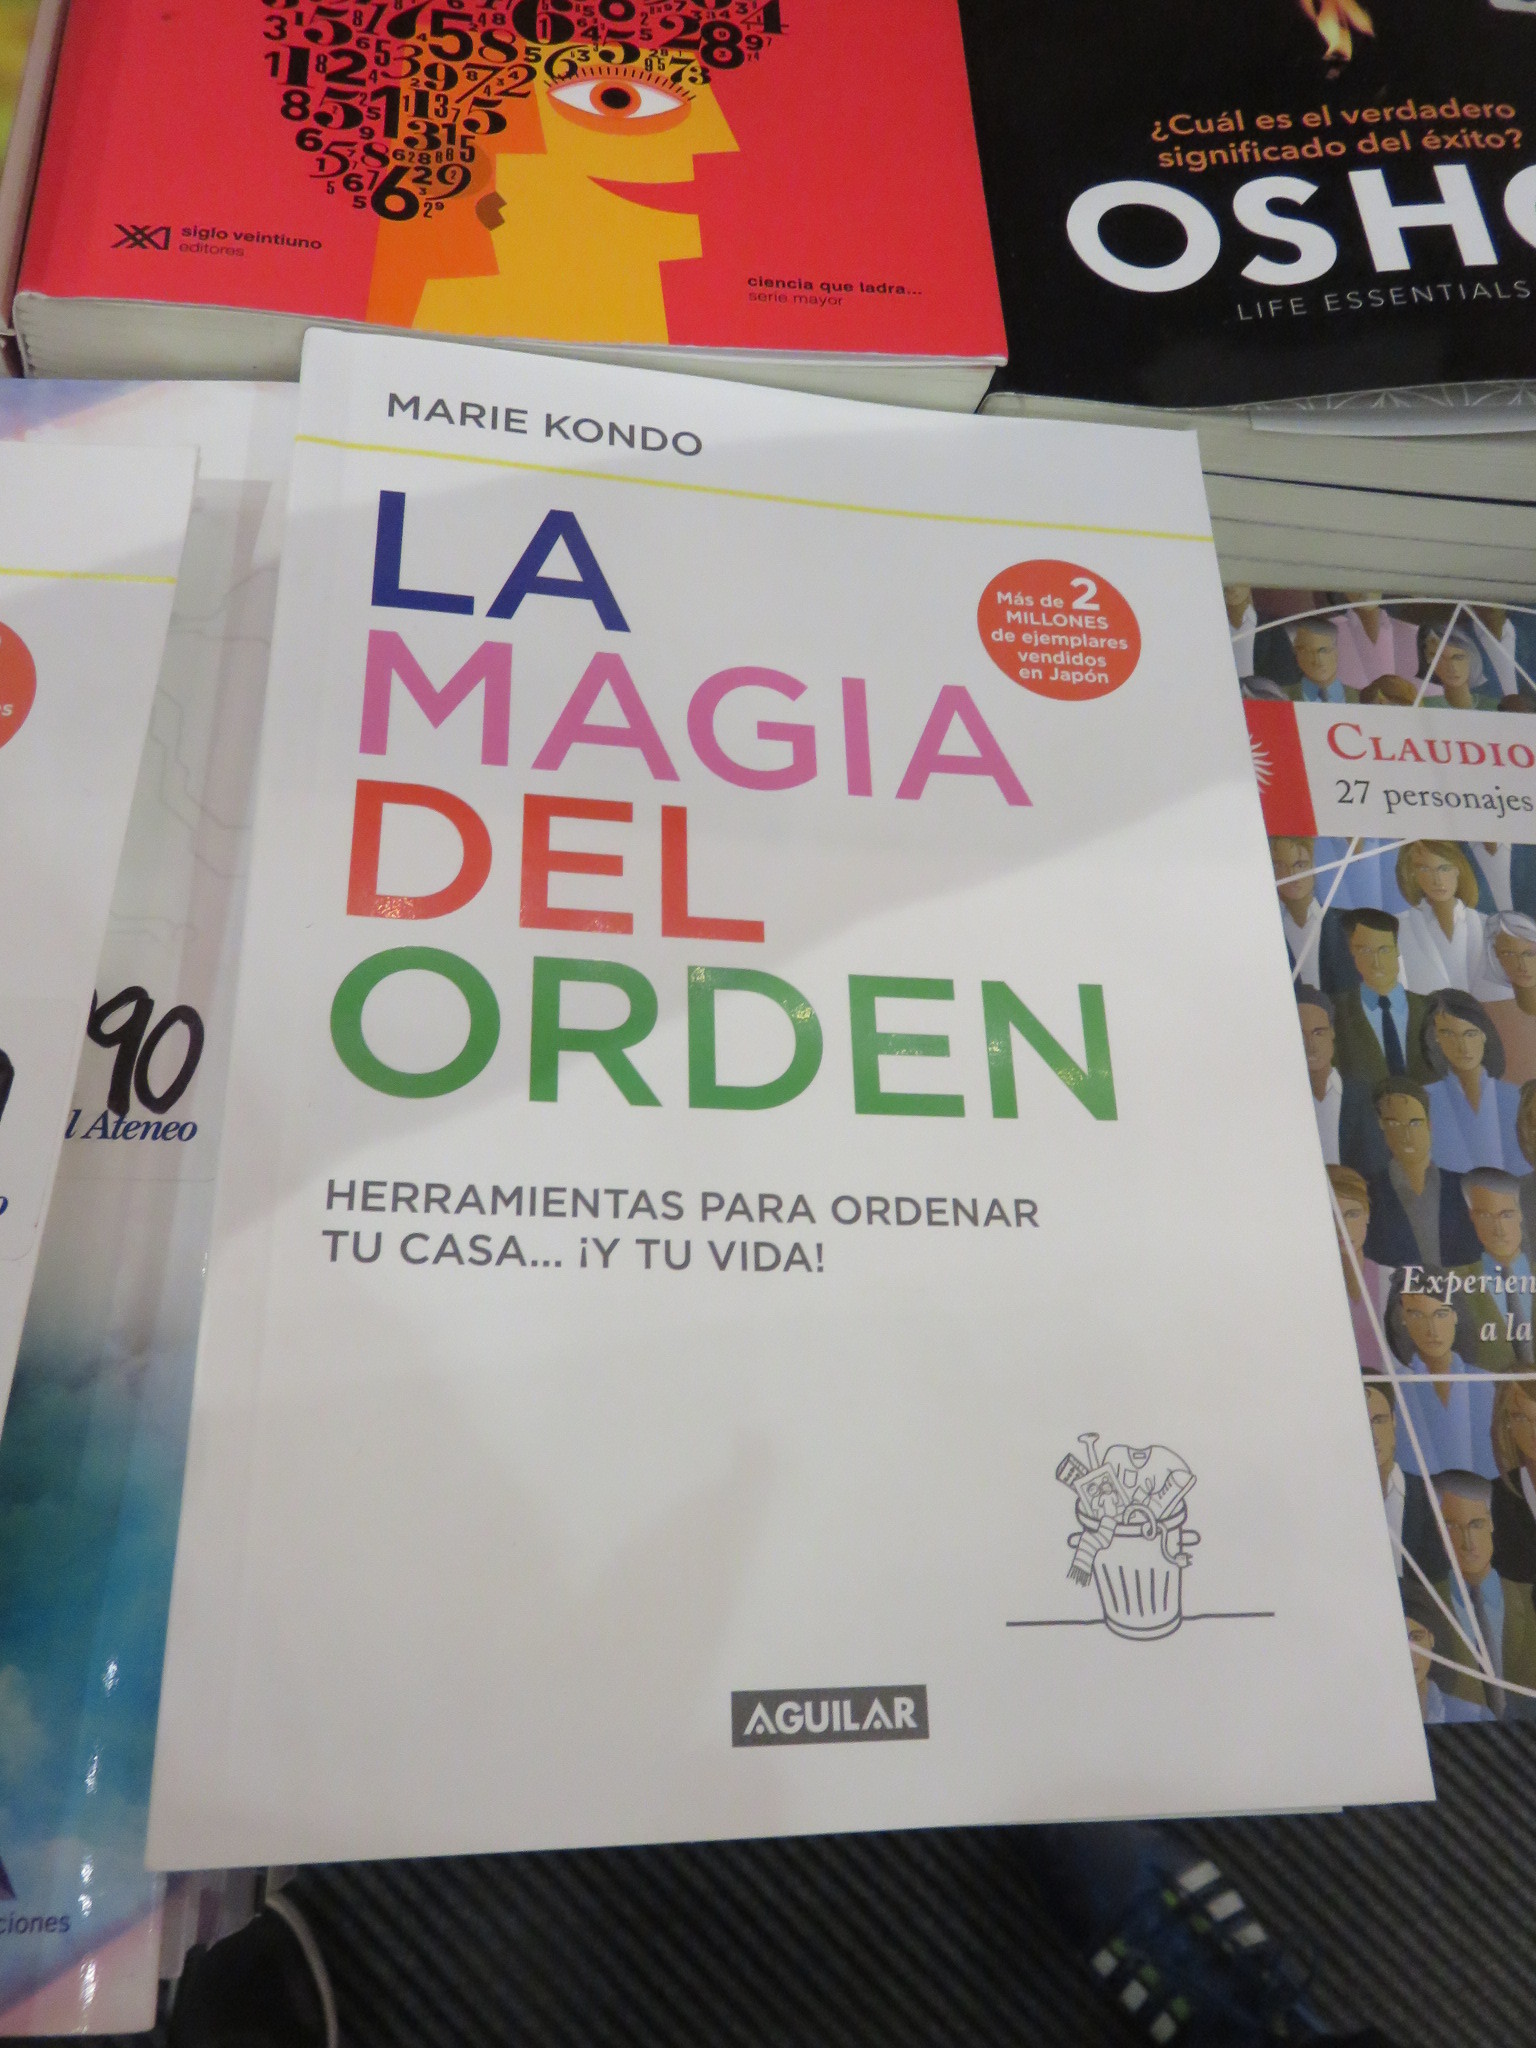 siglo veintiuno
editores
ciencia que ladra...
serie mayor
¿Cuál es el verdadero
significado del éxito?
LIFE ESSENTIALS
MARIE KONDO
LA
MAGIA
DEL
ORDEN
Más de 2
MILLONES
de ejemplares
vendidos
en Japón
HERRAMIENTAS PARA ORDENAR
TU CASA... ¡Y TU VIDA!
AGUILAR
CLAUDIO
27 personajes
a la
90
Ateneo